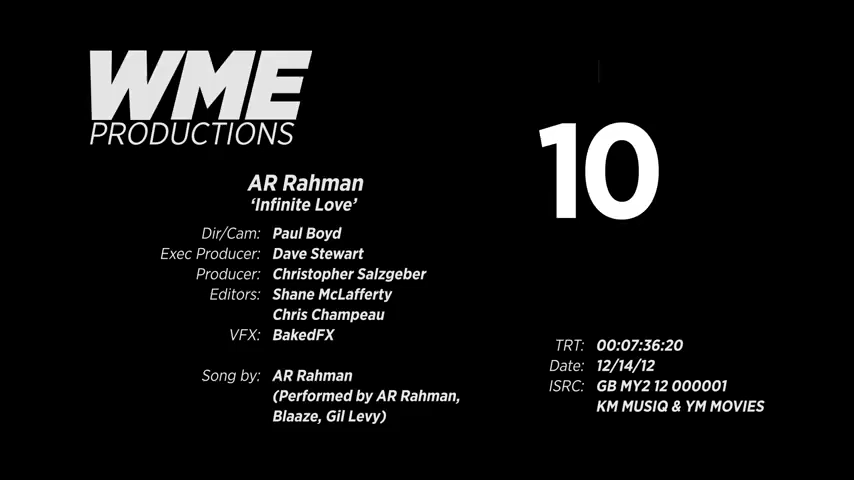 WME
PRODUCTIONS
10
AR Rahman
‘Infinite Love’
Dir/Cam: Paul Boyd
Exec Producer: Dave Stewart
Producer: Christopher Salzgeber
Editors: Shane McLafferty
Chris Champeau
VFX: BakedFX
Song by: AR Rahman
(Performed by AR Rahman,
Blaaze, Gil Levy)
TRT: 00:07:36:20
Date: 12/14/12
ISRC: GB MY2 12 000001
KM MUSIQ & YM MOVIES